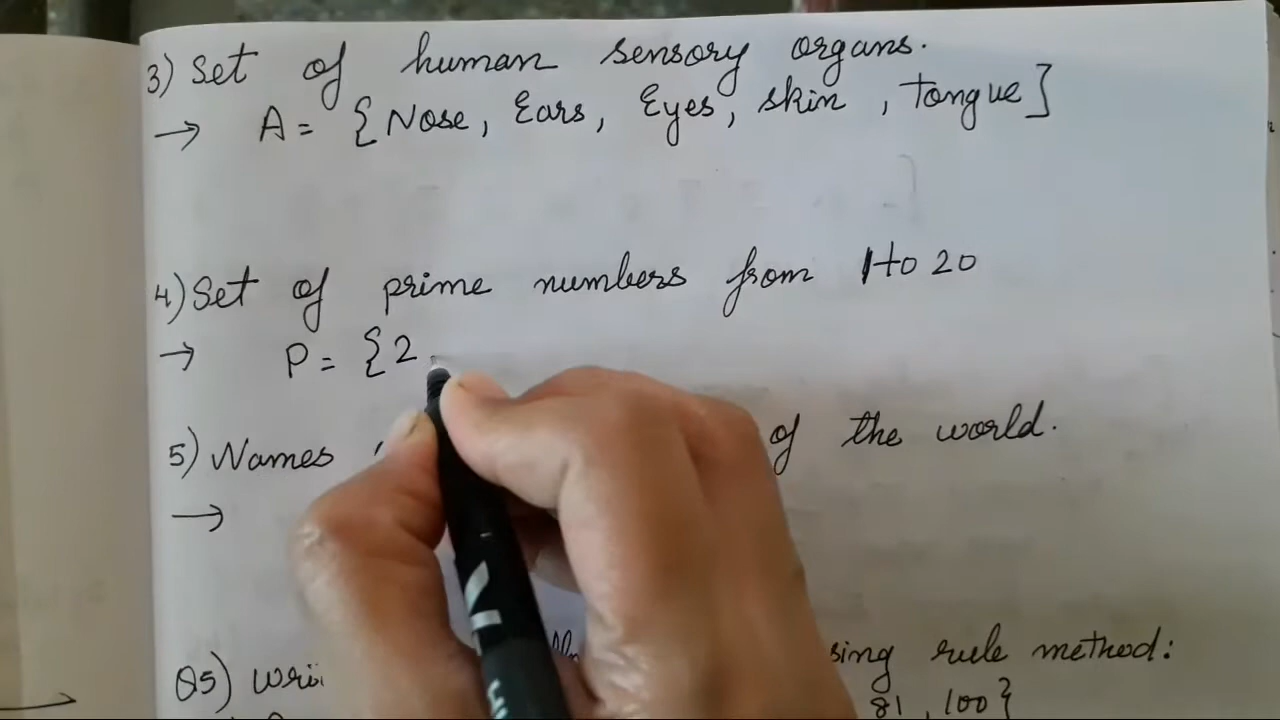 3) Set of human sensory organs.
→ A = {Nose, Ears, Eyes, skin, Tongue}
4) Set of prime numbers from 1 to 20
→ P = {2
5) Names of the world.
→
Q5) sing rule method:
81, 100}